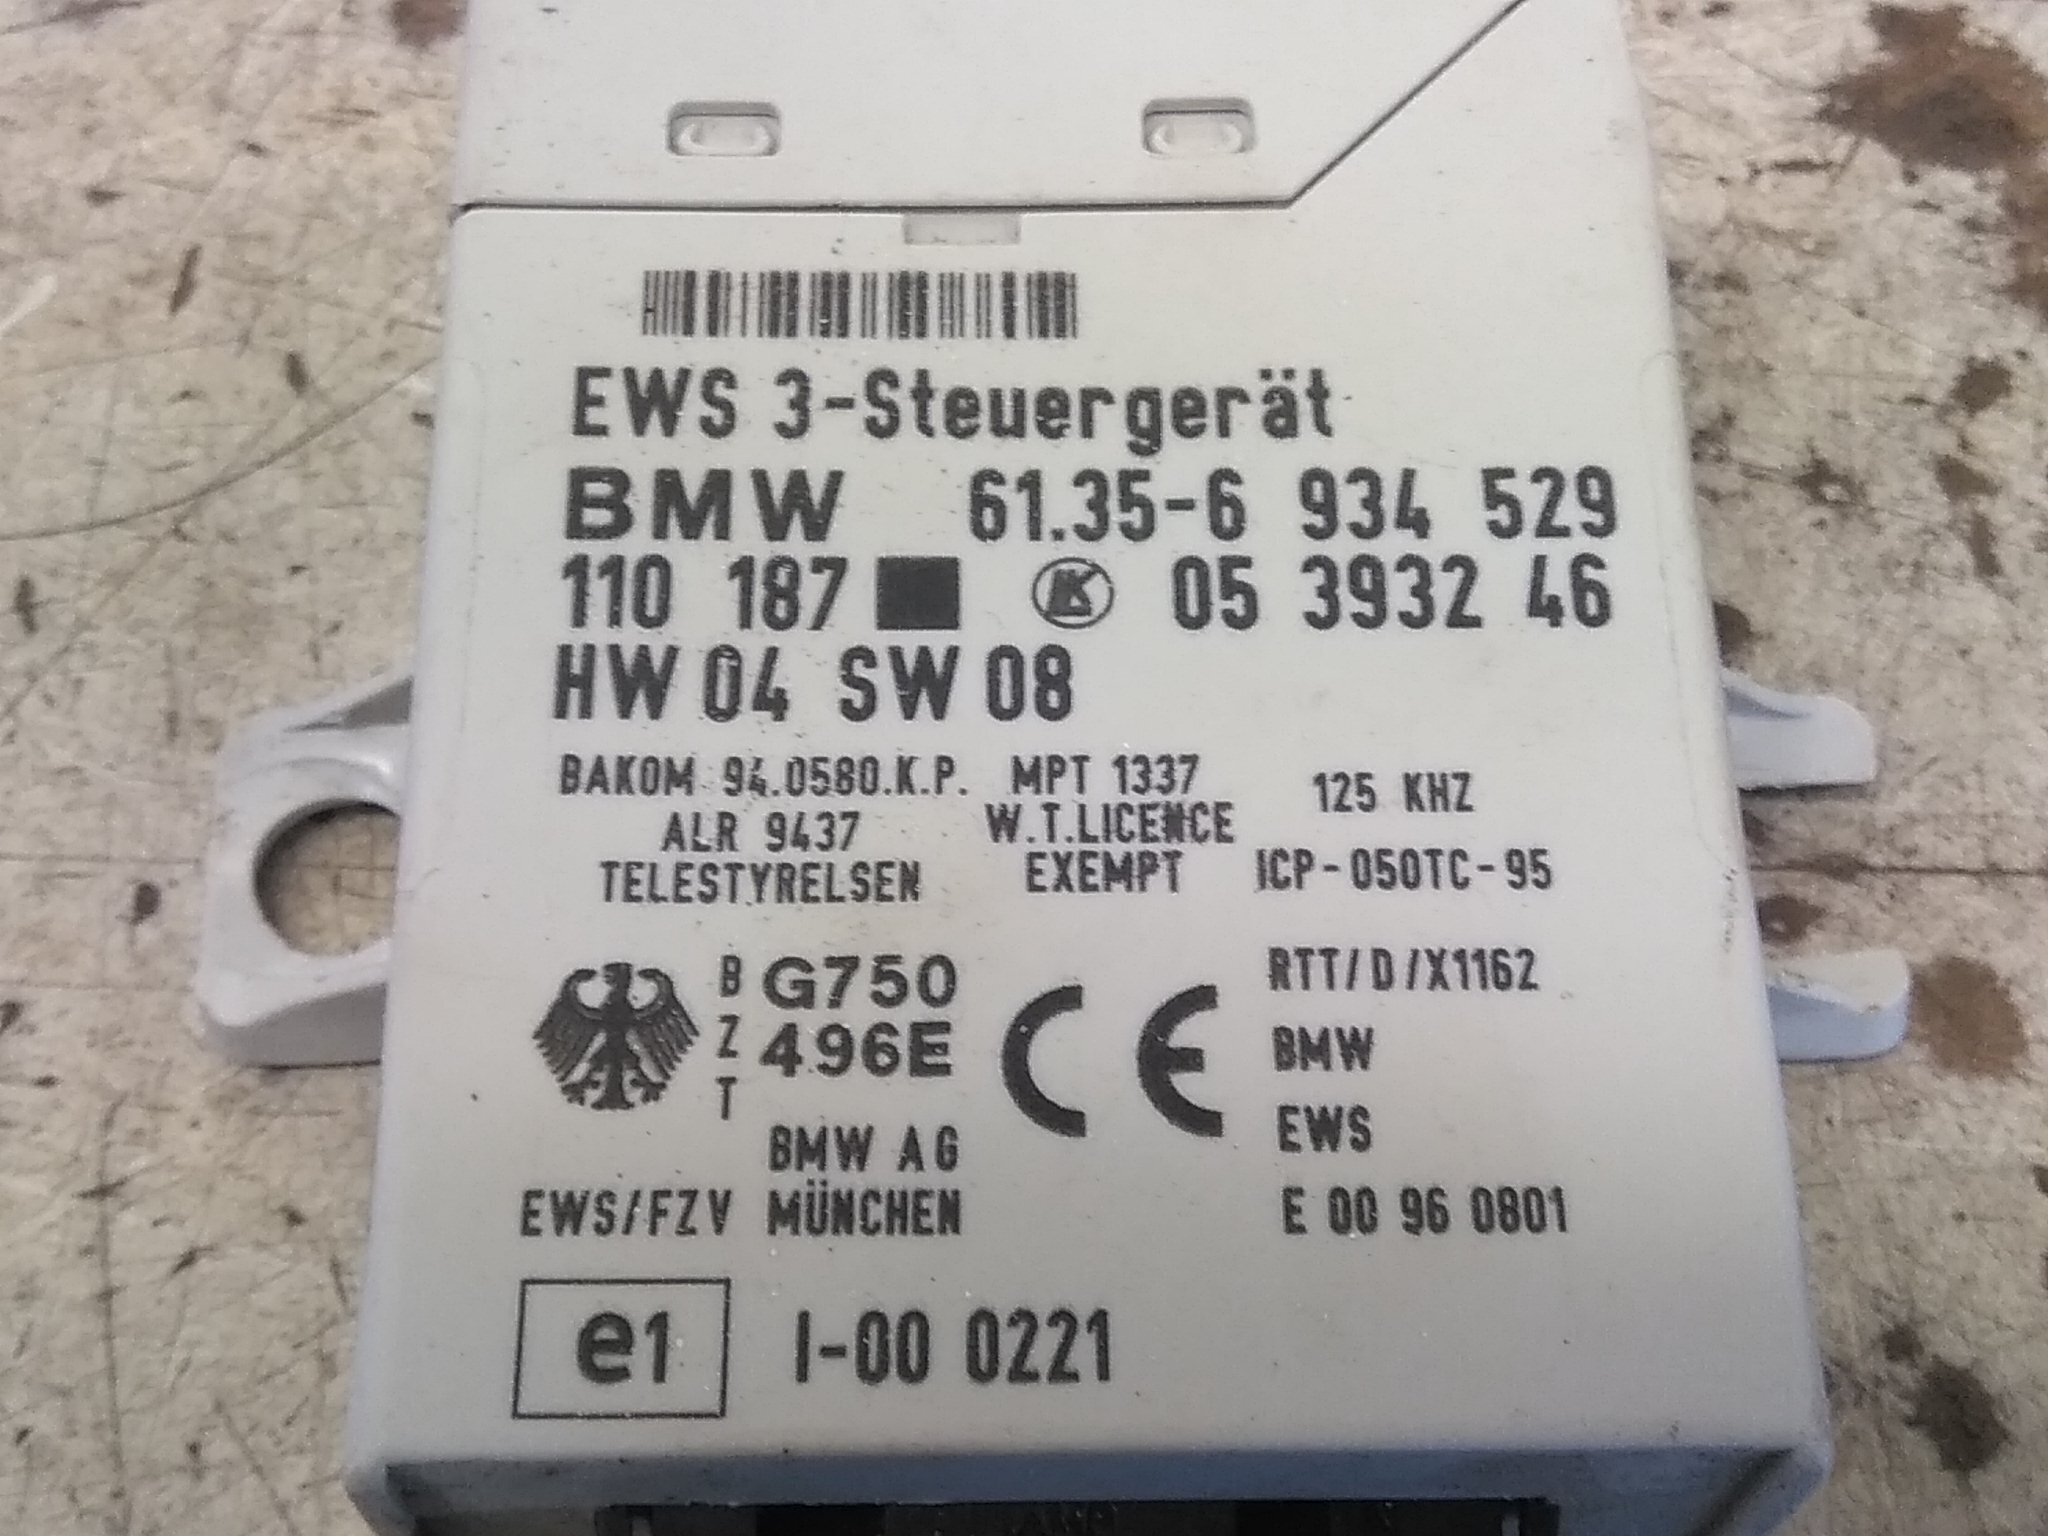 EWS 3-Steuergerät
BMW 61.35-6 934 529
110 187 K 05 3932 46
HW 04 SW 08
BAKOM 94.0580.K.P. MPT 1337 125 KHZ
ALR 9437 W.T.LICENCE
TELESTYRELSEN EXEMPT ICP-050TC-95
BZT G750 RTT/D/X1162
496E CE BMW
BMW AG EWS
EWS/FZV MÜNCHEN E 00 96 0801
e1 I-00 0221